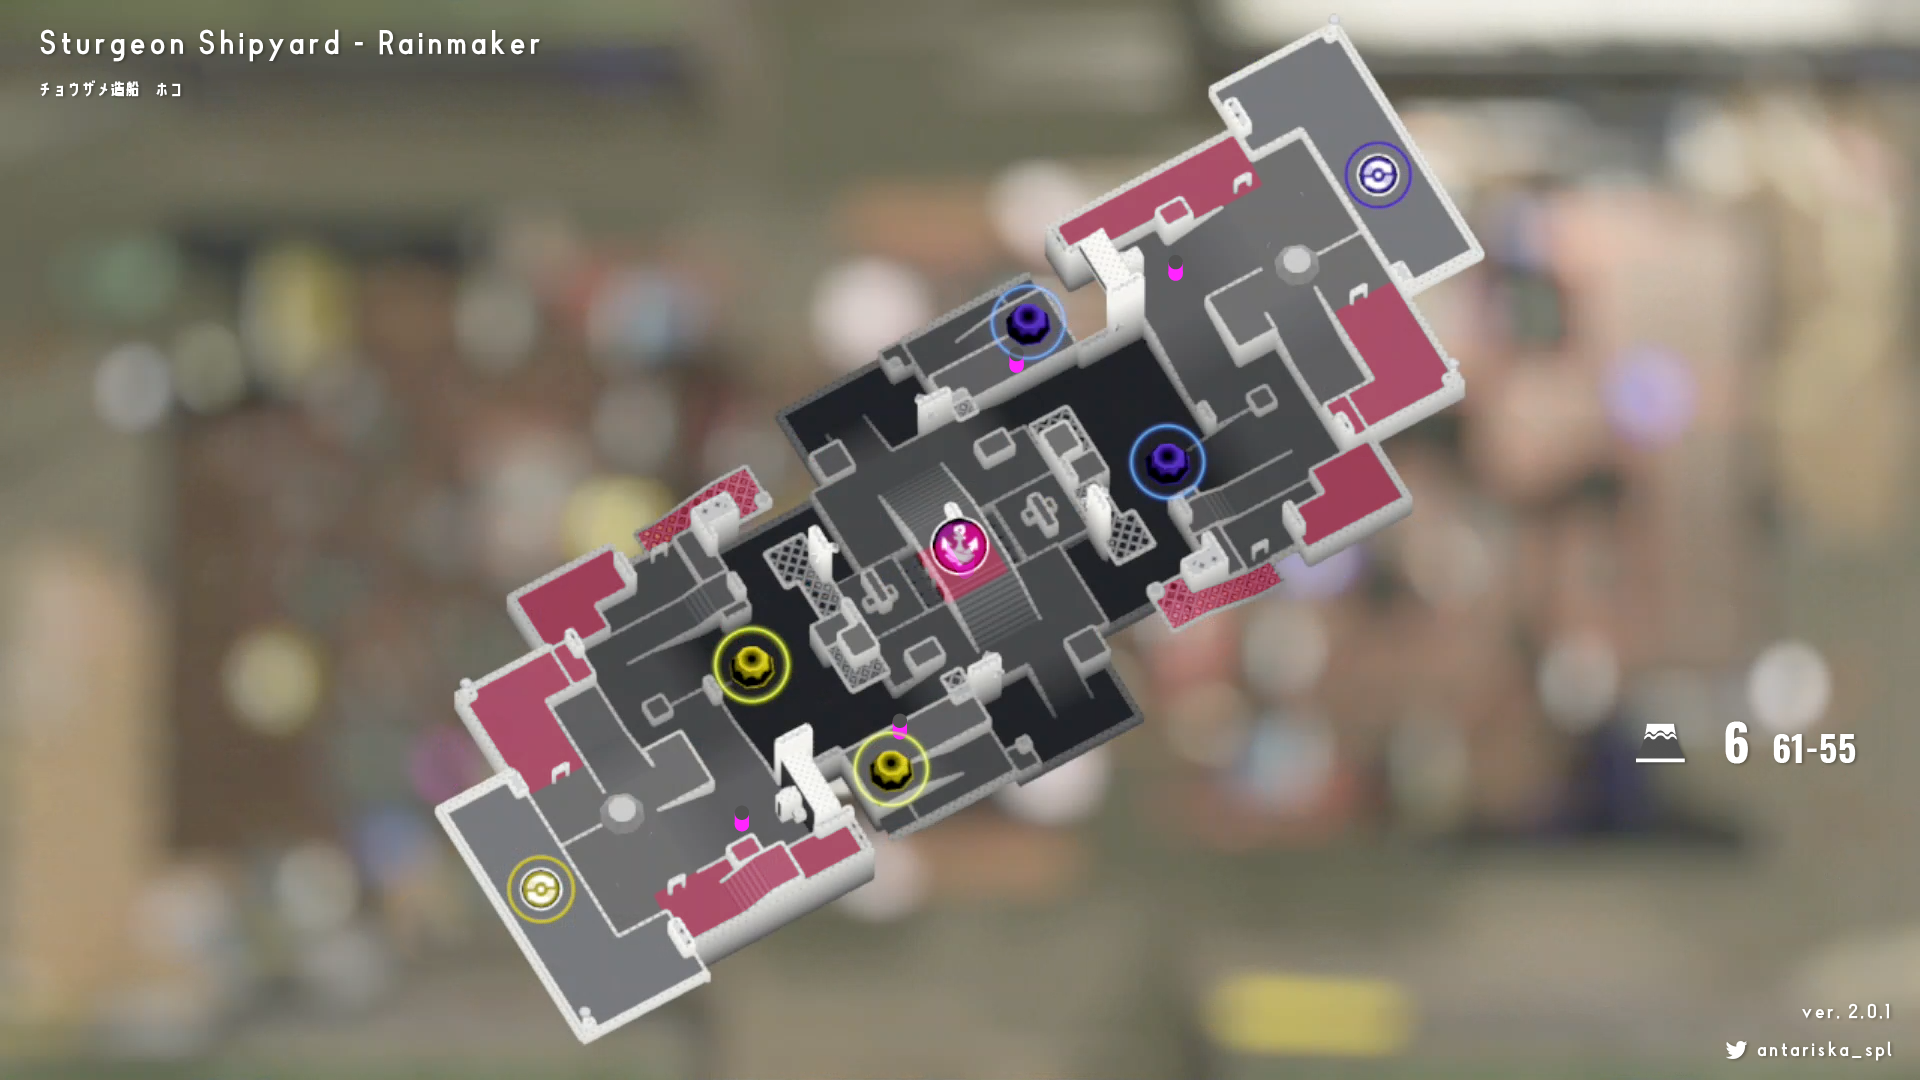 Sturgeon Shipyard - Rainmaker
チョウザメ造船 ホコ
6 61-55
ver. 2.0.1
antariska_spl